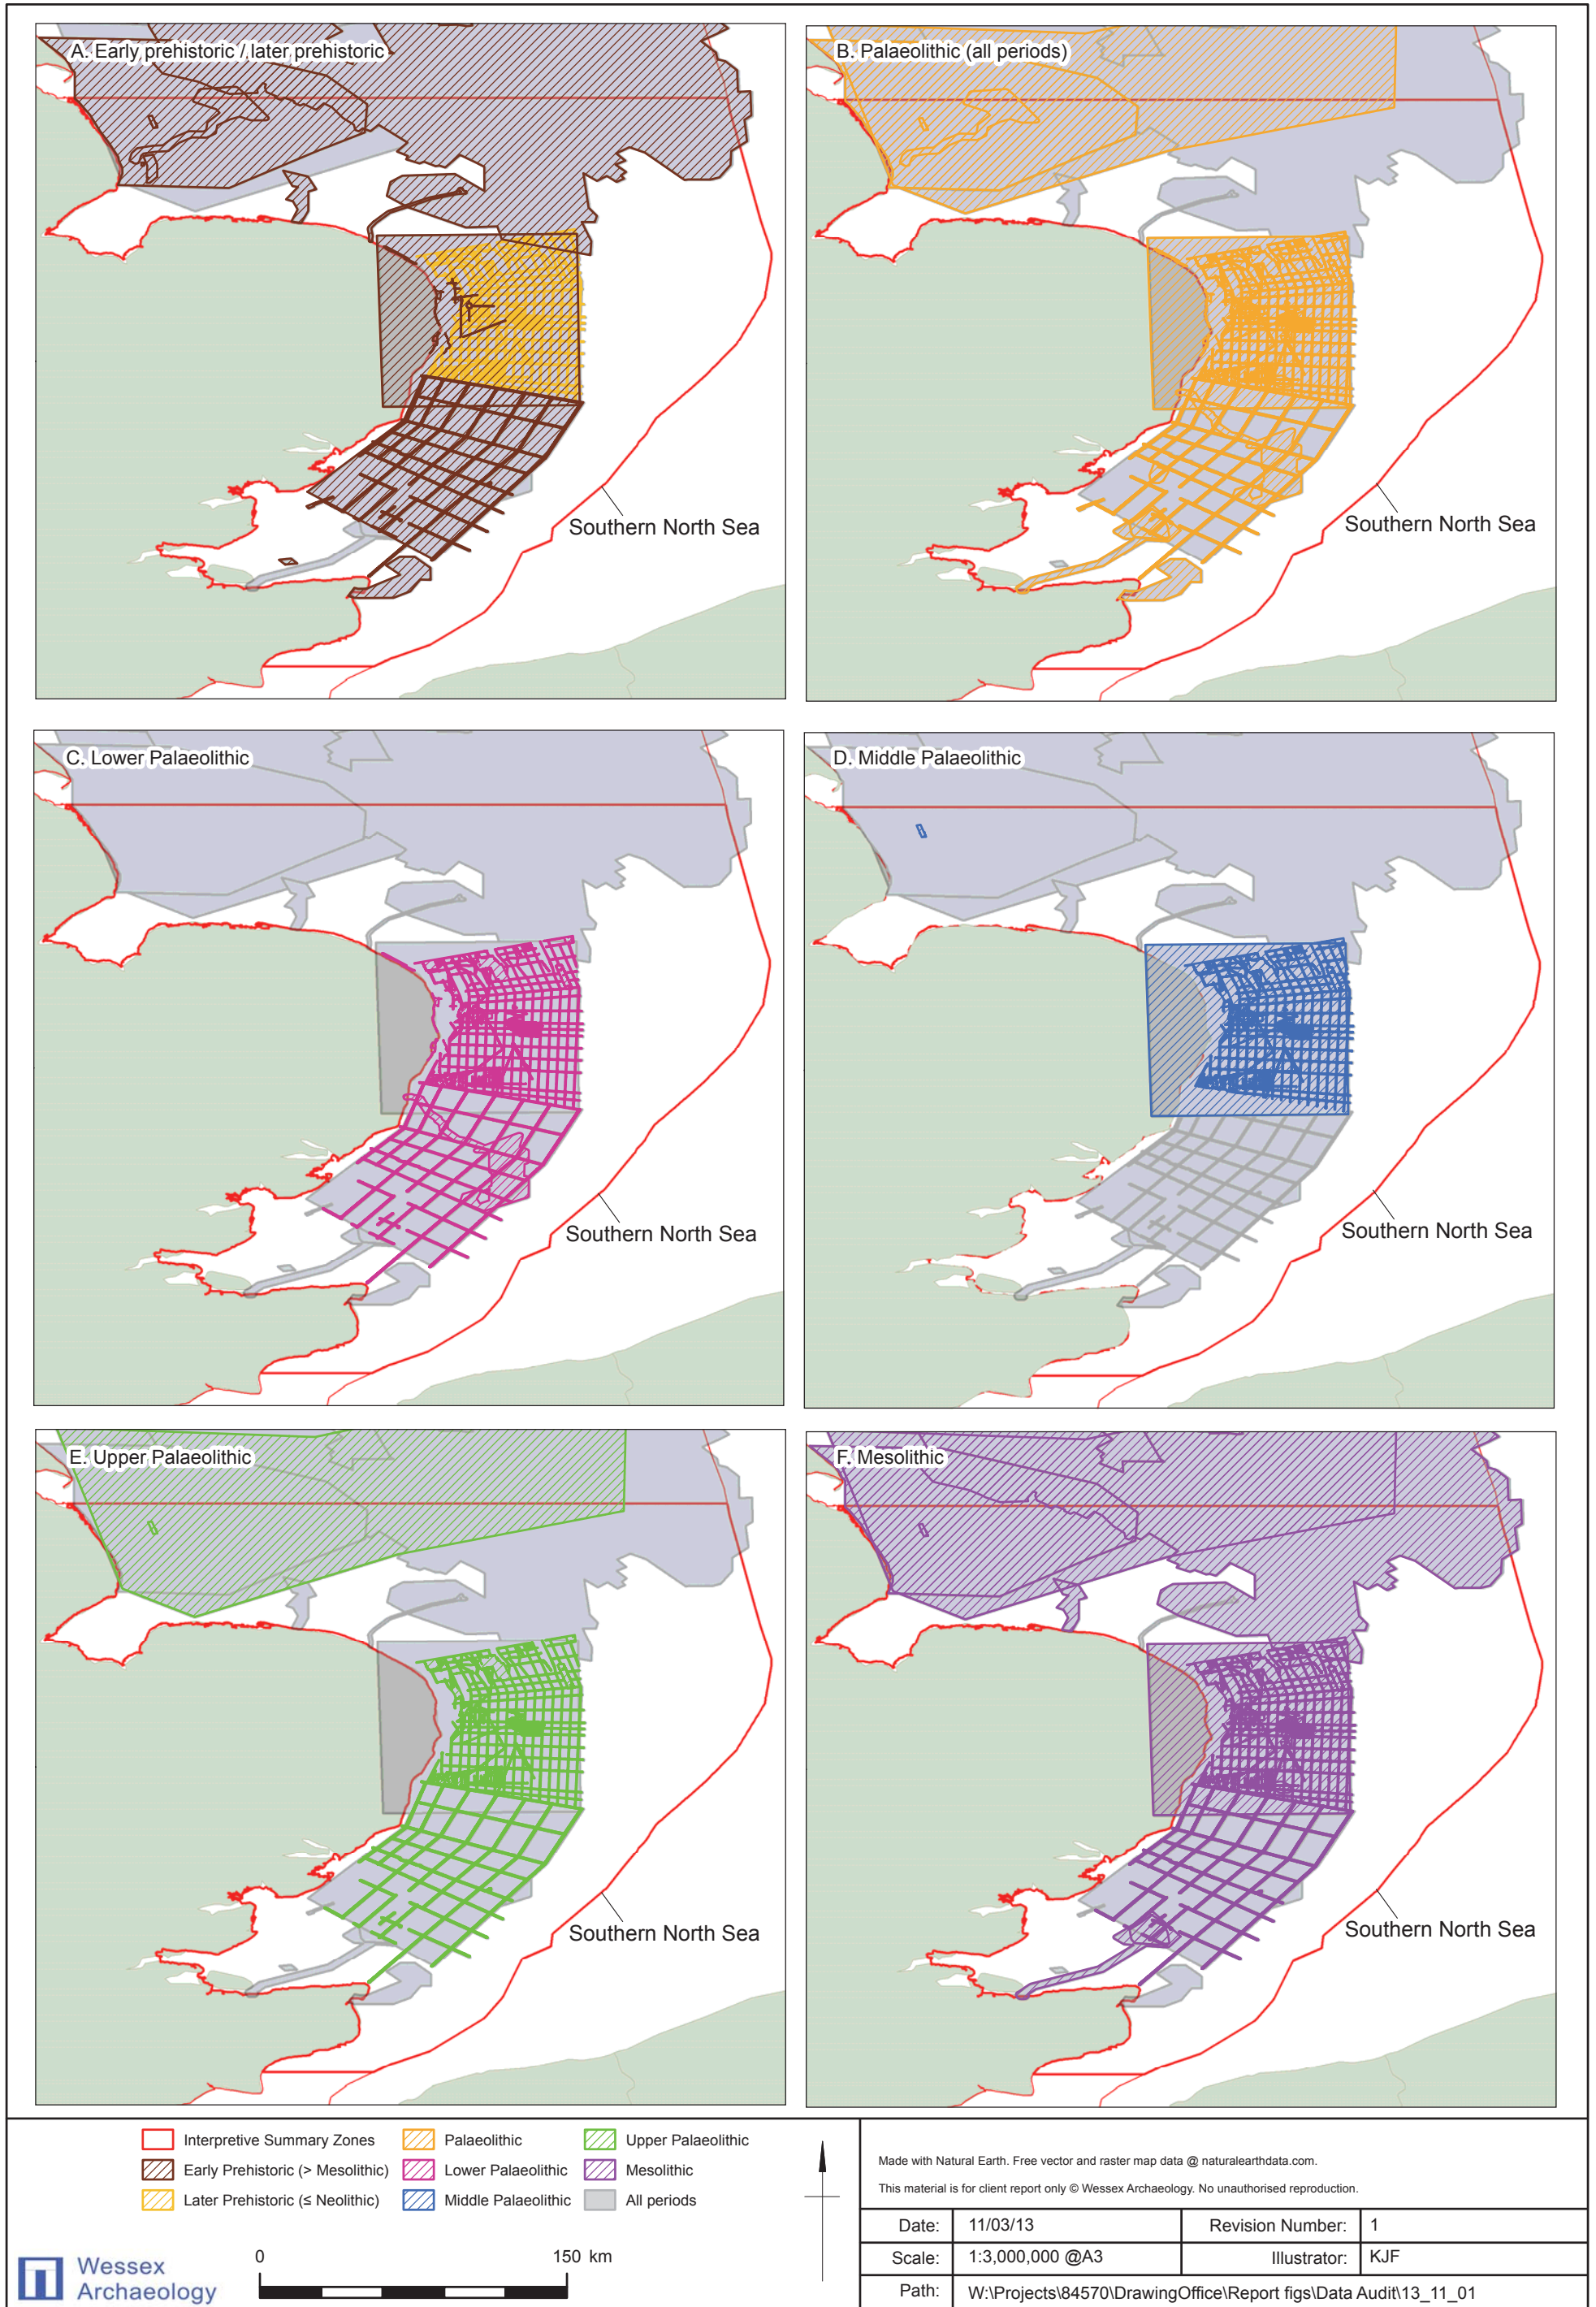 A. Early prehistoric / later prehistoric
Southern North Sea
B. Palaeolithic (all periods)
Southern North Sea
C. Lower Palaeolithic
Southern North Sea
D. Middle Palaeolithic
Southern North Sea
E. Upper Palaeolithic
Southern North Sea
F. Mesolithic
Southern North Sea
Interpretive Summary Zones
Early Prehistoric (> Mesolithic)
Later Prehistoric (≤ Neolithic)
Palaeolithic
Lower Palaeolithic
Middle Palaeolithic
Upper Palaeolithic
Mesolithic
All periods
Wessex
Archaeology
0 150 km
Made with Natural Earth. Free vector and raster map data @ naturalearthdata.com.
This material is for client report only © Wessex Archaeology. No unauthorised reproduction.
Date: 11/03/13 Revision Number: 1
Scale: 1:3,000,000 @A3 Illustrator: KJF
Path: W:\Projects\84570\DrawingOffice\Report figs\Data Audit\13_11_01